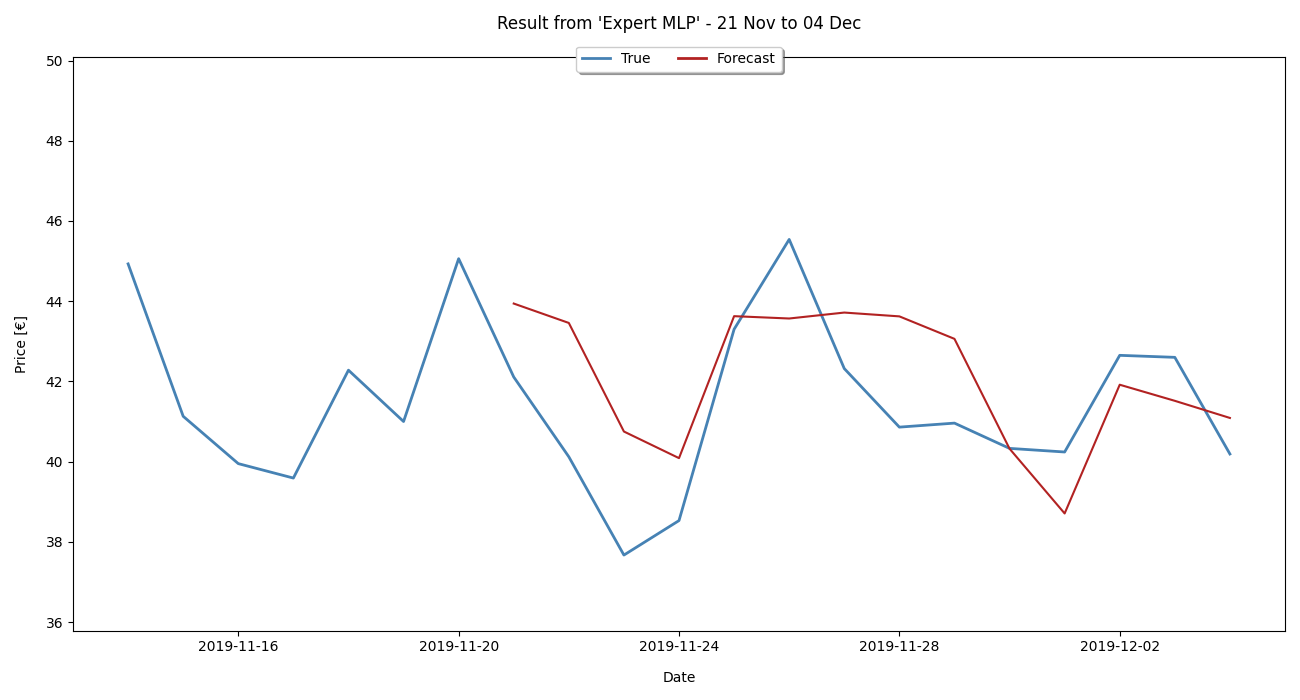 Result from 'Expert MLP' - 21 Nov to 04 Dec
True
Forecast
50
48
46
44
42
40
38
36
Price [€]
2019-11-16
2019-11-20
2019-11-24
2019-11-28
2019-12-02
Date